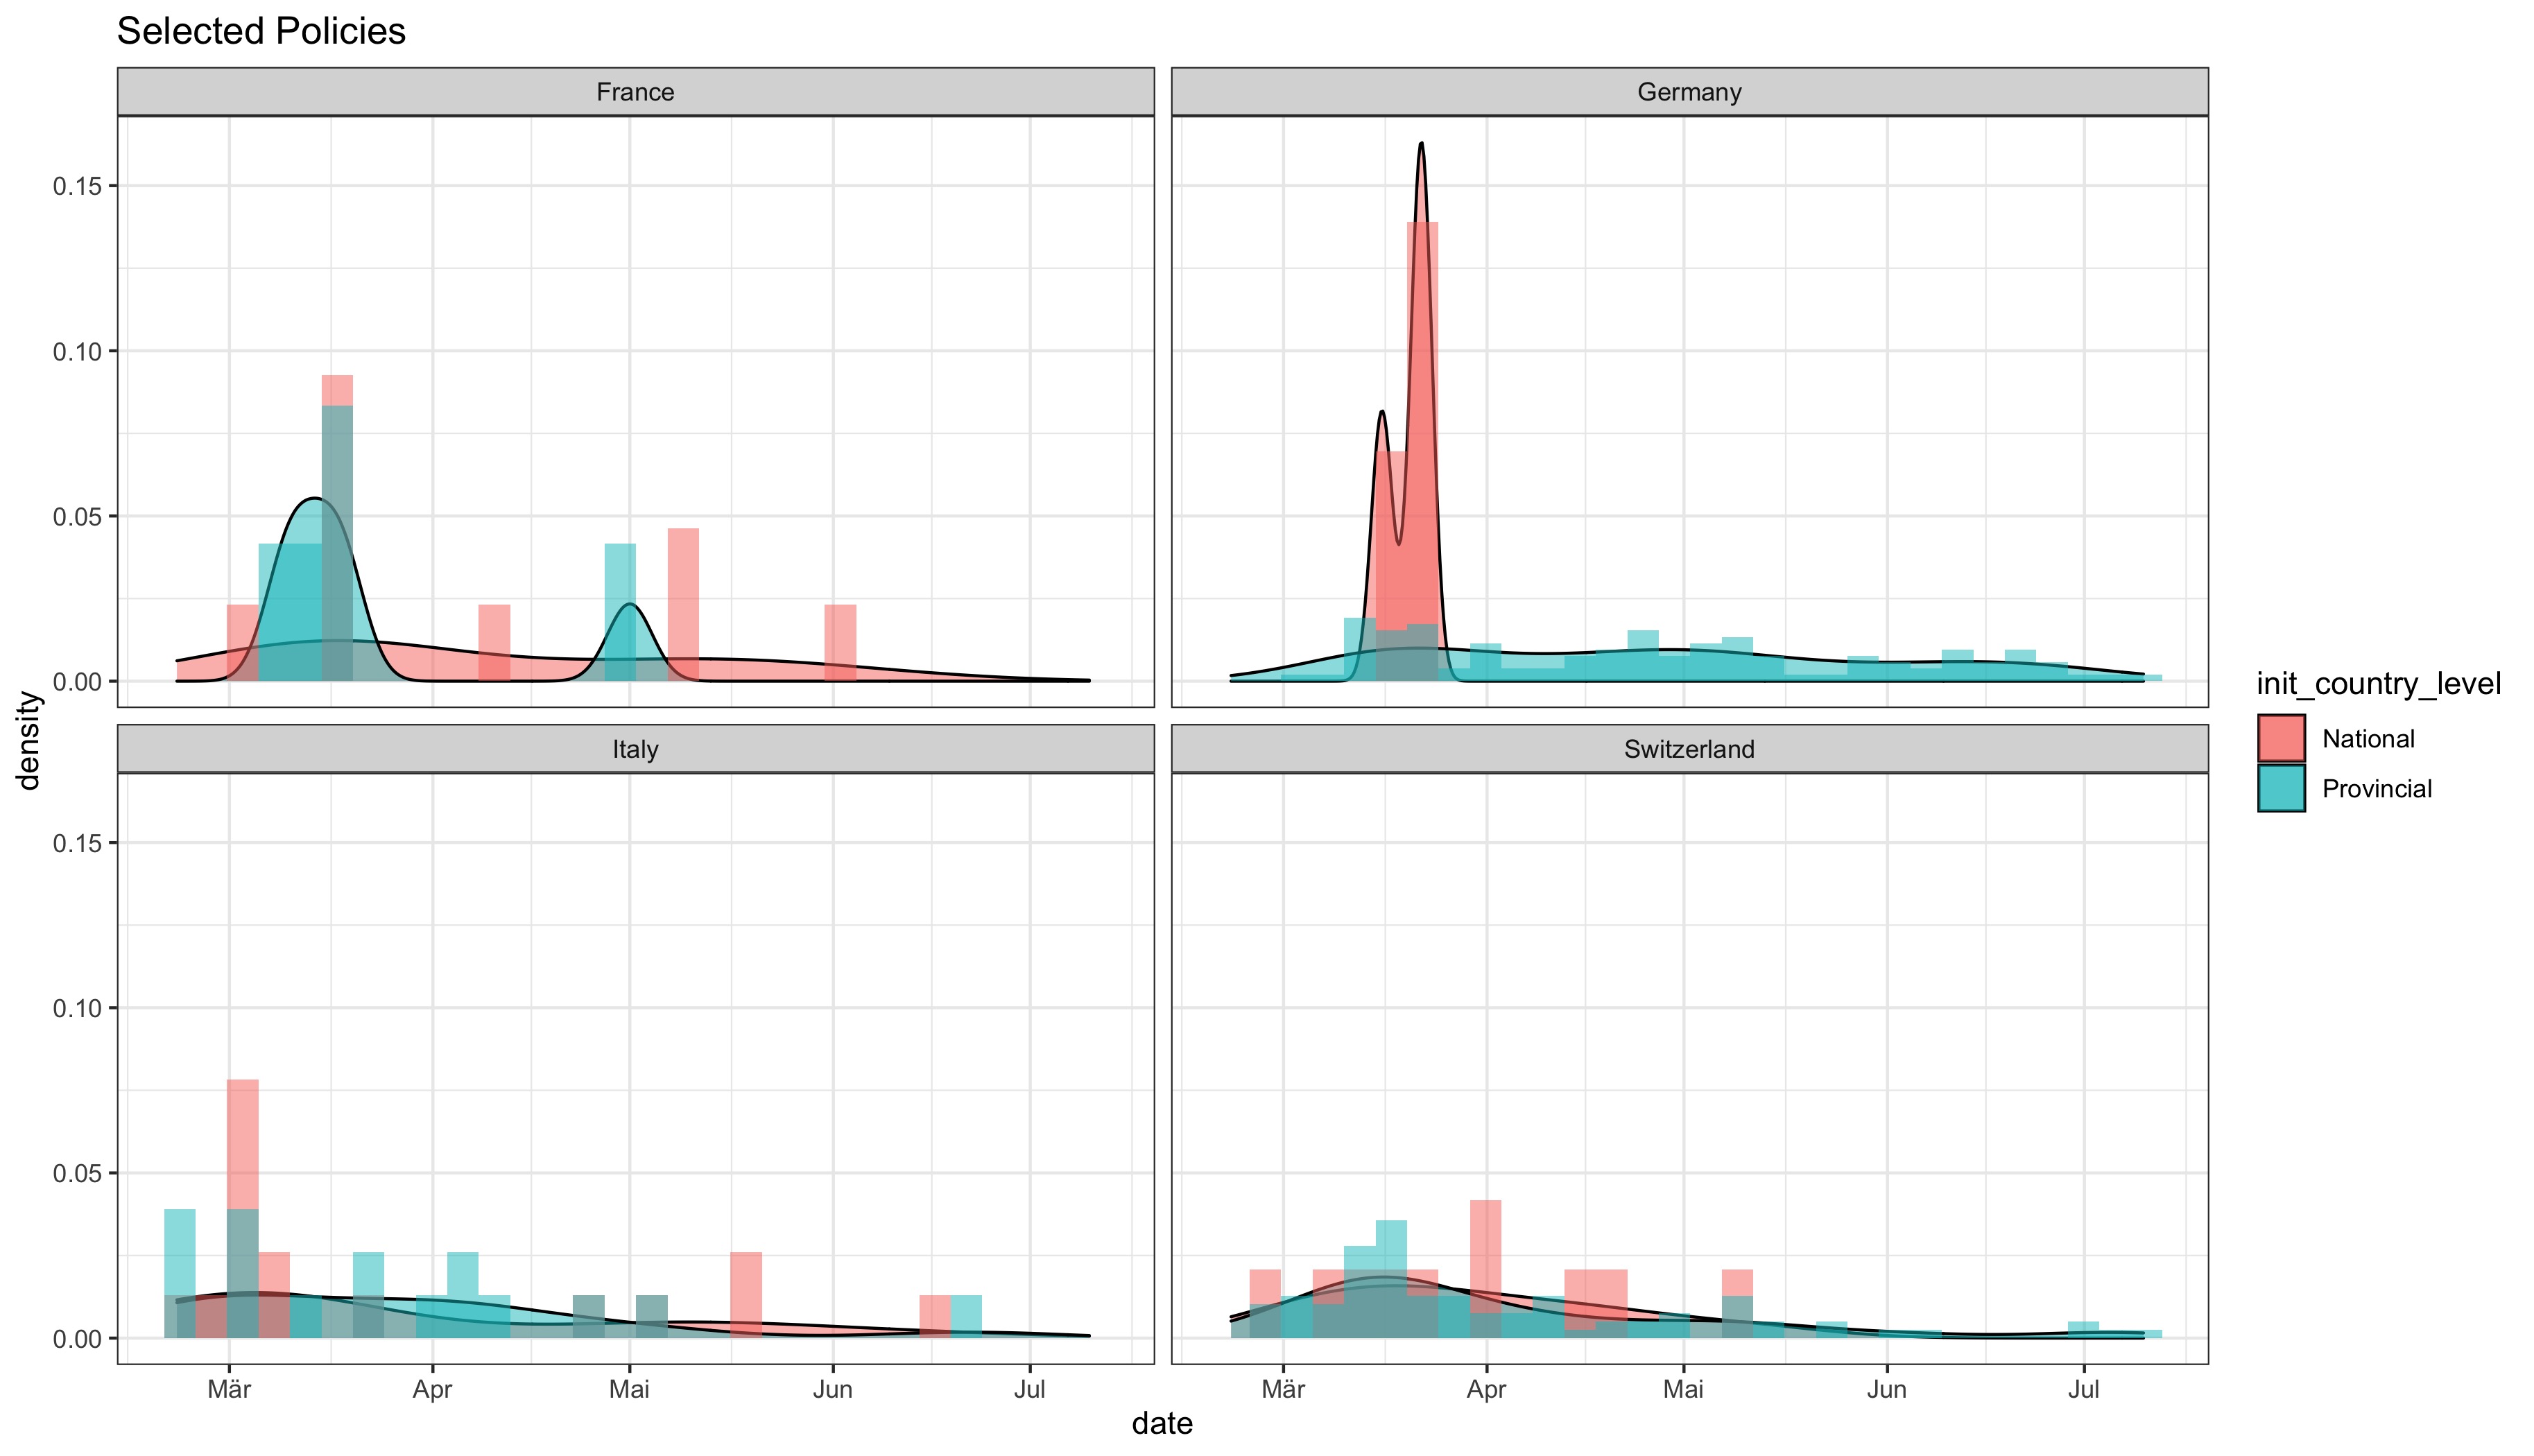 Selected Policies
France
Germany
0.15
0.10
0.05
0.00
Italy
Switzerland
0.15
0.10
0.05
0.00
density
Mär Apr Mai Jun Jul
Mär Apr Mai Jun Jul
date
init_country_level
National
Provincial